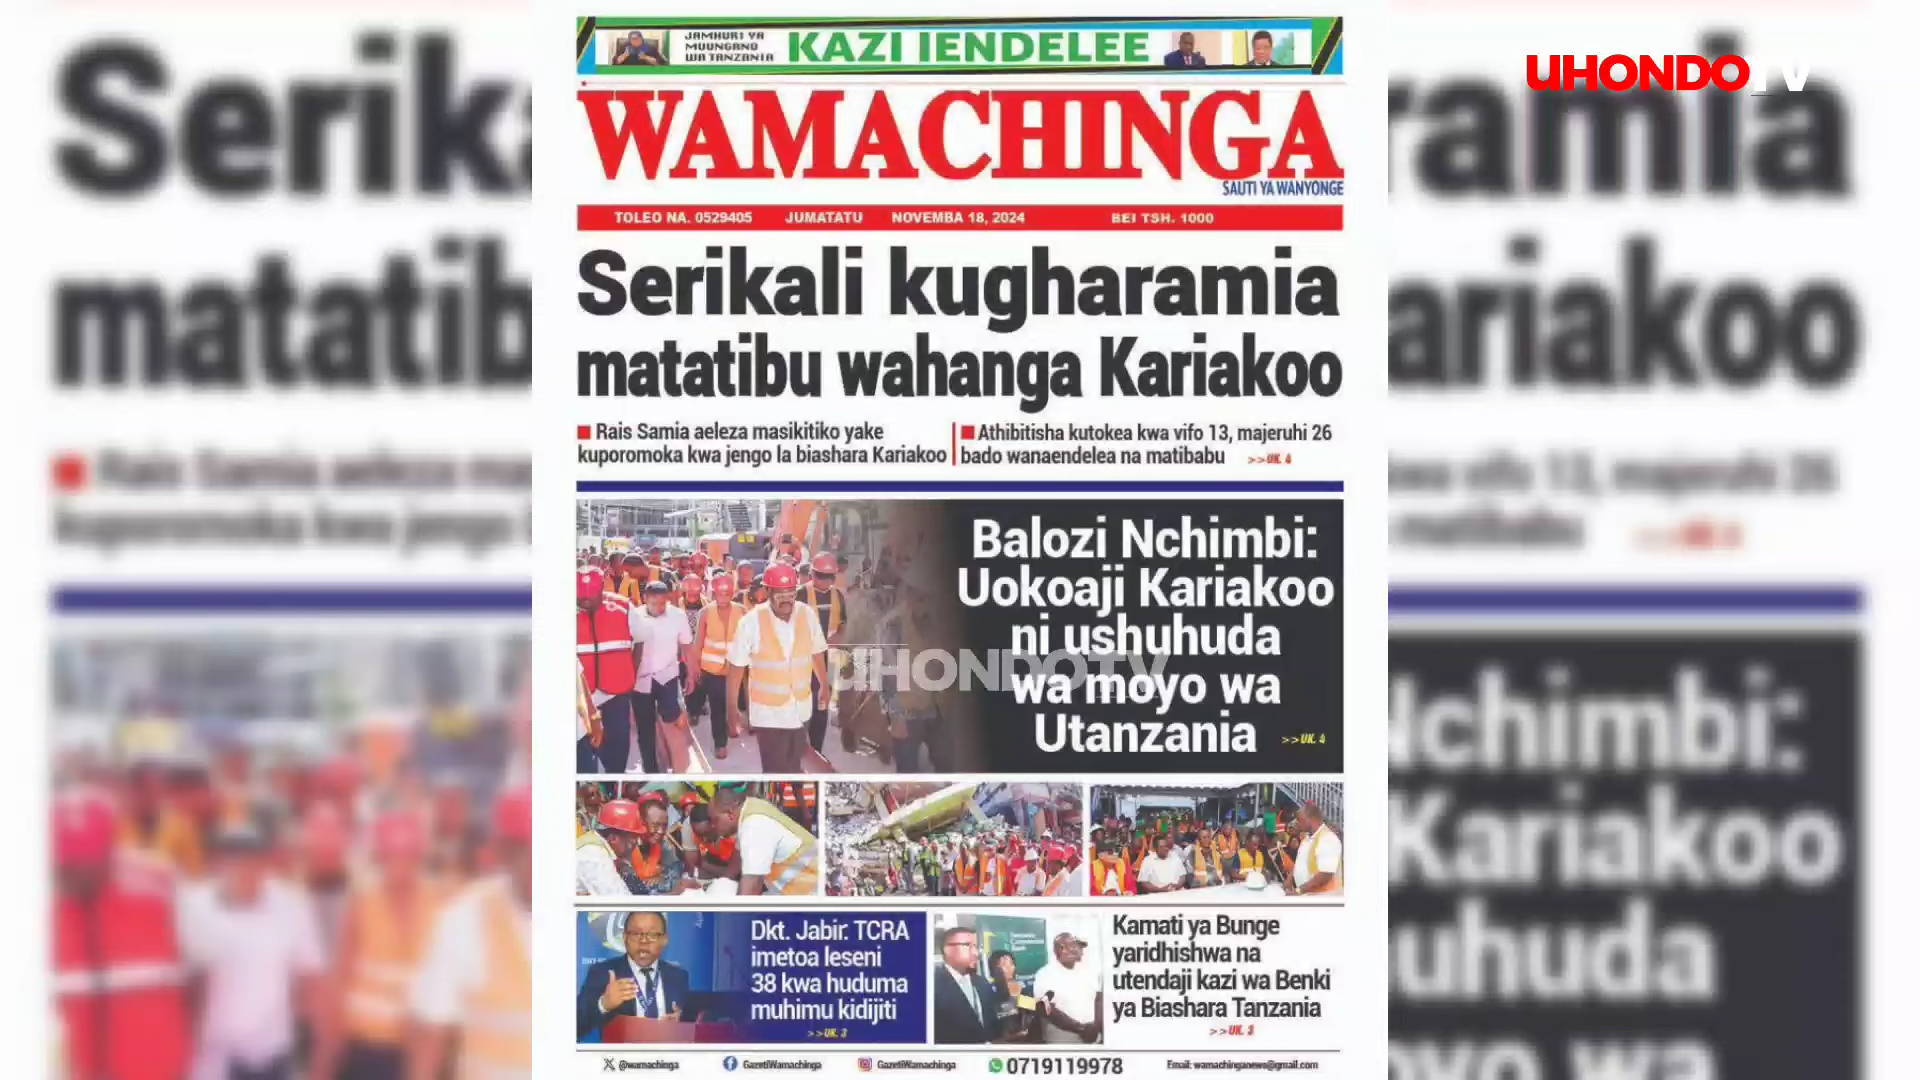 JAMHURI YA
MUUNGANO
WA TANZANIA
KAZI IENDELEE
UHONDOTV
WAMACHINGA
SAUTI YA WANYONGE
TOLEO NA. 0529405 JUMATATU NOVEMBA 18, 2024 BEI TSH. 1000
Serikali kugharamia
matatibu wahanga Kariakoo
Rais Samia aeleza masikitiko yake
kuporomoka kwa jengo la biashara Kariakoo
Athibitisha kutokea kwa vifo 13, majeruhi 26
bado wanaendelea na matibabu >>UK. 4
Balozi Nchimbi:
Uokoaji Kariakoo
ni ushuhuda
wa moyo wa
Utanzania >>UK. 4
UHONDOTV
Dkt. Jabir: TCRA
imetoa leseni
38 kwa huduma
muhimu kidijiti
>>UK. 3
Kamati ya Bunge
yaridhishwa na
utendaji kazi wa Benki
ya Biashara Tanzania
>>UK. 3
@wamachinga GazetiWamachinga GazetiWamachinga 0719119978 Email: wamachinganews@gmail.com